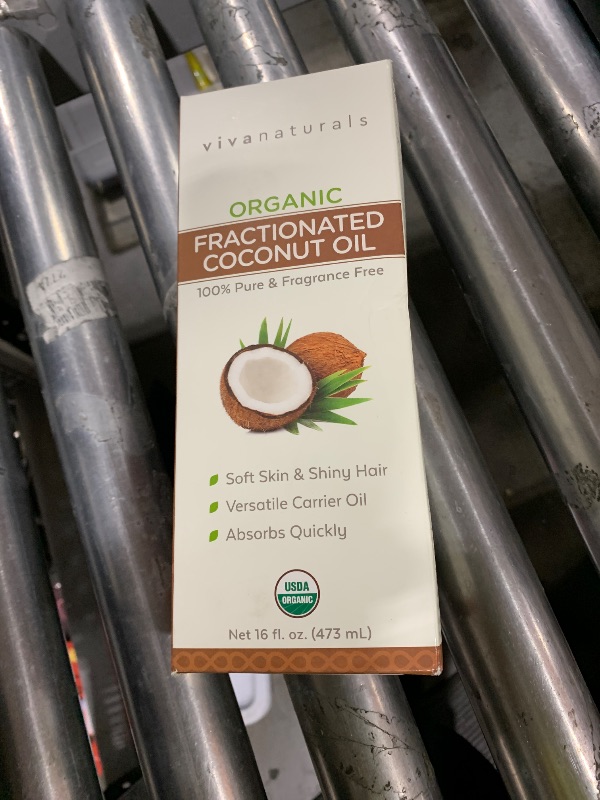 vivanaturals
ORGANIC
FRACTIONATED
COCONUT OIL
100% Pure & Fragrance Free
Soft Skin & Shiny Hair
Versatile Carrier Oil
Absorbs Quickly
USDA
ORGANIC
Net 16 fl. oz. (473 mL)